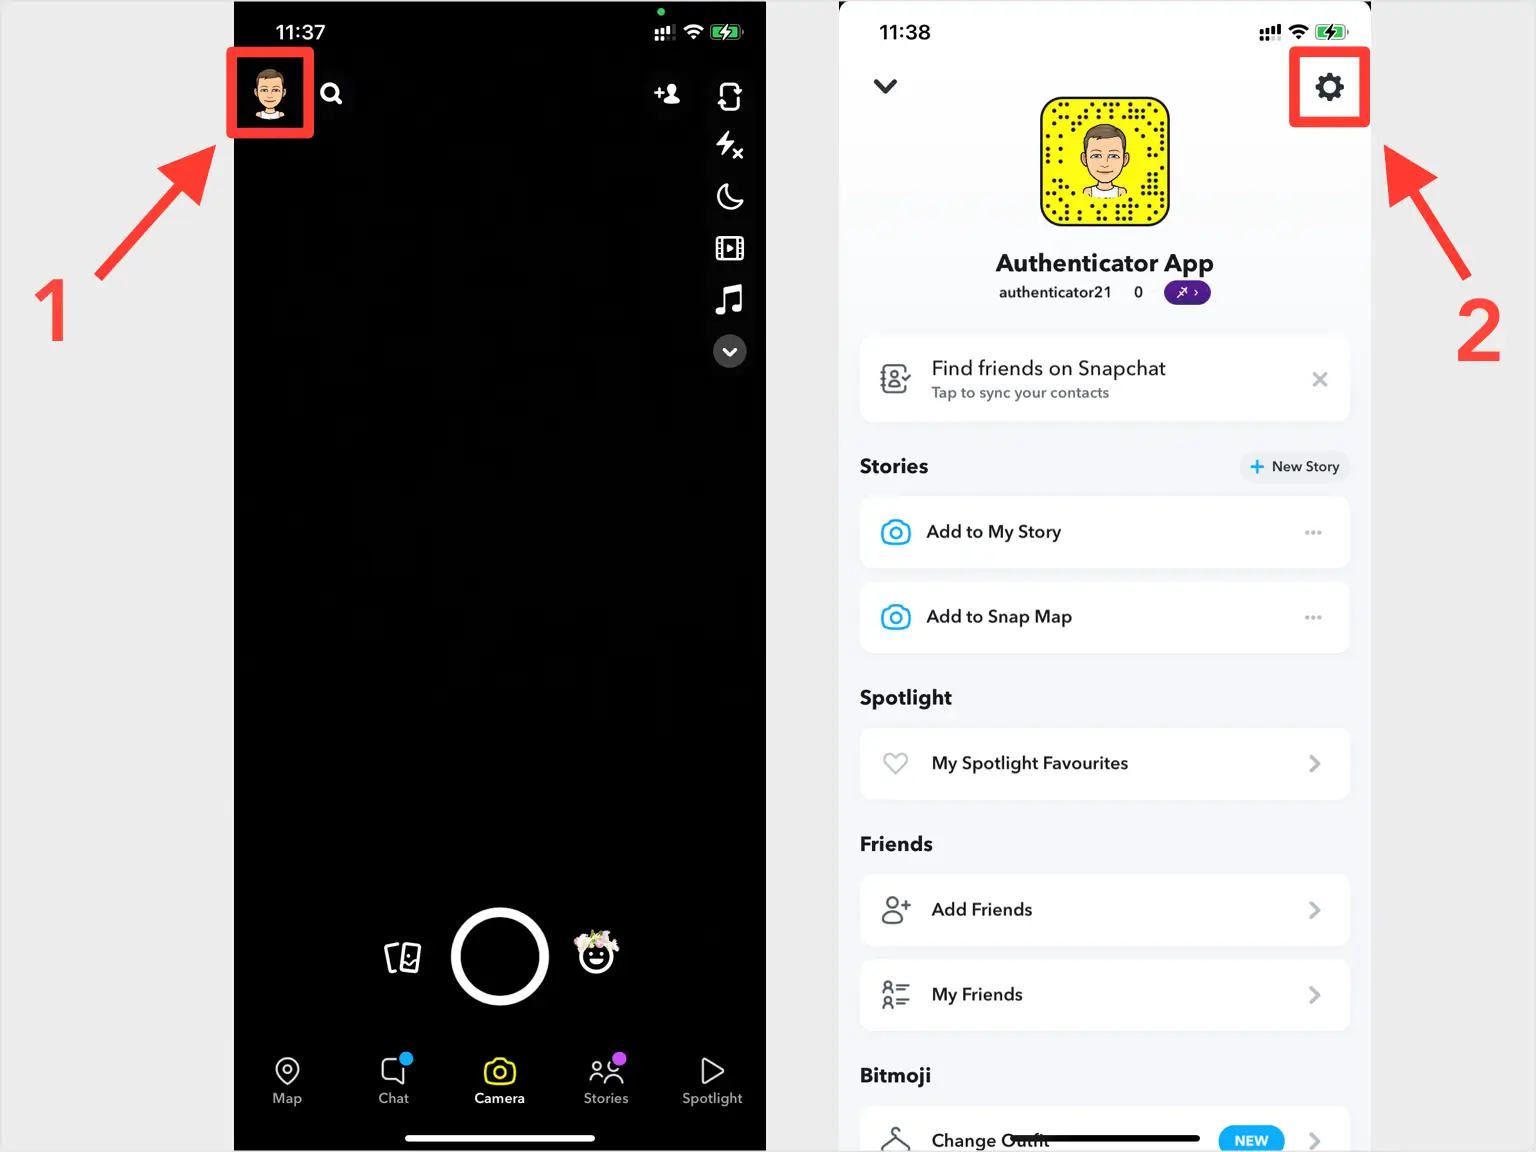 11:37
1
Map
Chat
Camera
Stories
Spotlight
11:38
2
Authenticator App
authenticator21 0
Find friends on Snapchat
Tap to sync your contacts
Stories
New Story
Add to My Story
Add to Snap Map
Spotlight
My Spotlight Favourites
Friends
Add Friends
My Friends
Bitmoji
Change Outfit
NEW